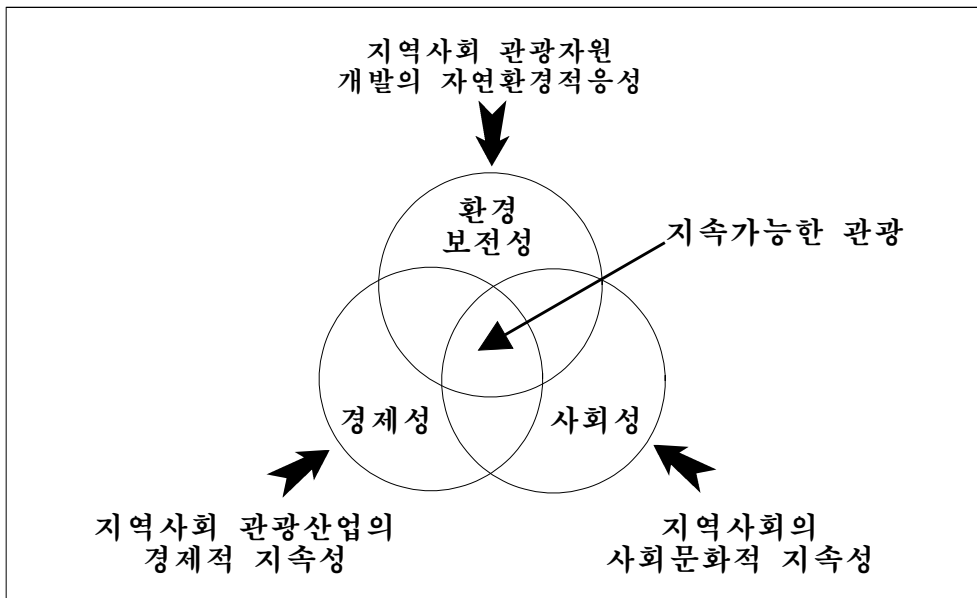 지역사회 관광자원
개발의 자연환경적응성
환경
보전성
지속가능한 관광
경제성
사회성
지역사회 관광산업의
경제적 지속성
지역사회의
사회문화적 지속성